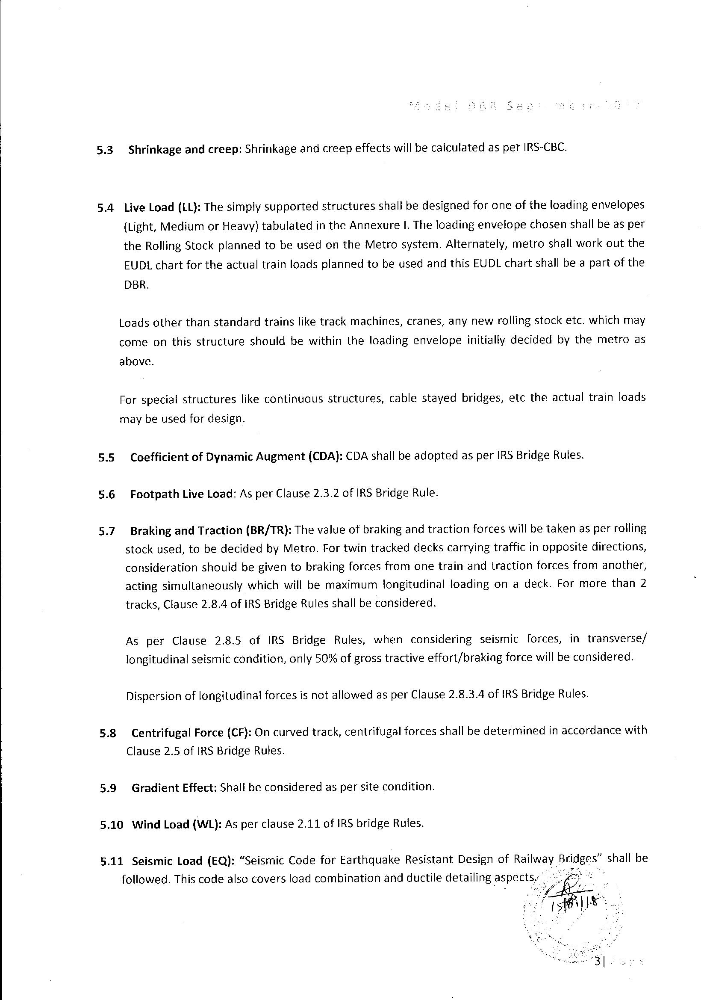 Model DBR September-2017
5.3 Shrinkage and creep: Shrinkage and creep effects will be calculated as per IRS-CBC.
5.4 Live Load (LL): The simply supported structures shall be designed for one of the loading envelopes
(Light, Medium or Heavy) tabulated in the Annexure I. The loading envelope chosen shall be as per
the Rolling Stock planned to be used on the Metro system. Alternately, metro shall work out the
EUDL chart for the actual train loads planned to be used and this EUDL chart shall be a part of the
DBR.
Loads other than standard trains like track machines, cranes, any new rolling stock etc. which may
come on this structure should be within the loading envelope initially decided by the metro as
above.
For special structures like continuous structures, cable stayed bridges, etc the actual train loads
may be used for design.
5.5 Coefficient of Dynamic Augment (CDA): CDA shall be adopted as per IRS Bridge Rules.
5.6 Footpath Live Load: As per Clause 2.3.2 of IRS Bridge Rule.
5.7 Braking and Traction (BR/TR): The value of braking and traction forces will be taken as per rolling
stock used, to be decided by Metro. For twin tracked decks carrying traffic in opposite directions,
consideration should be given to braking forces from one train and traction forces from another,
acting simultaneously which will be maximum longitudinal loading on a deck. For more than 2
tracks, Clause 2.8.4 of IRS Bridge Rules shall be considered.
As per Clause 2.8.5 of IRS Bridge Rules, when considering seismic forces, in transverse/
longitudinal seismic condition, only 50% of gross tractive effort/braking force will be considered.
Dispersion of longitudinal forces is not allowed as per Clause 2.8.3.4 of IRS Bridge Rules.
5.8 Centrifugal Force (CF): On curved track, centrifugal forces shall be determined in accordance with
Clause 2.5 of IRS Bridge Rules.
5.9 Gradient Effect: Shall be considered as per site condition.
5.10 Wind Load (WL): As per clause 2.11 of IRS bridge Rules.
5.11 Seismic Load (EQ): “Seismic Code for Earthquake Resistant Design of Railway Bridges” shall be
followed. This code also covers load combination and ductile detailing aspects.
3| Page